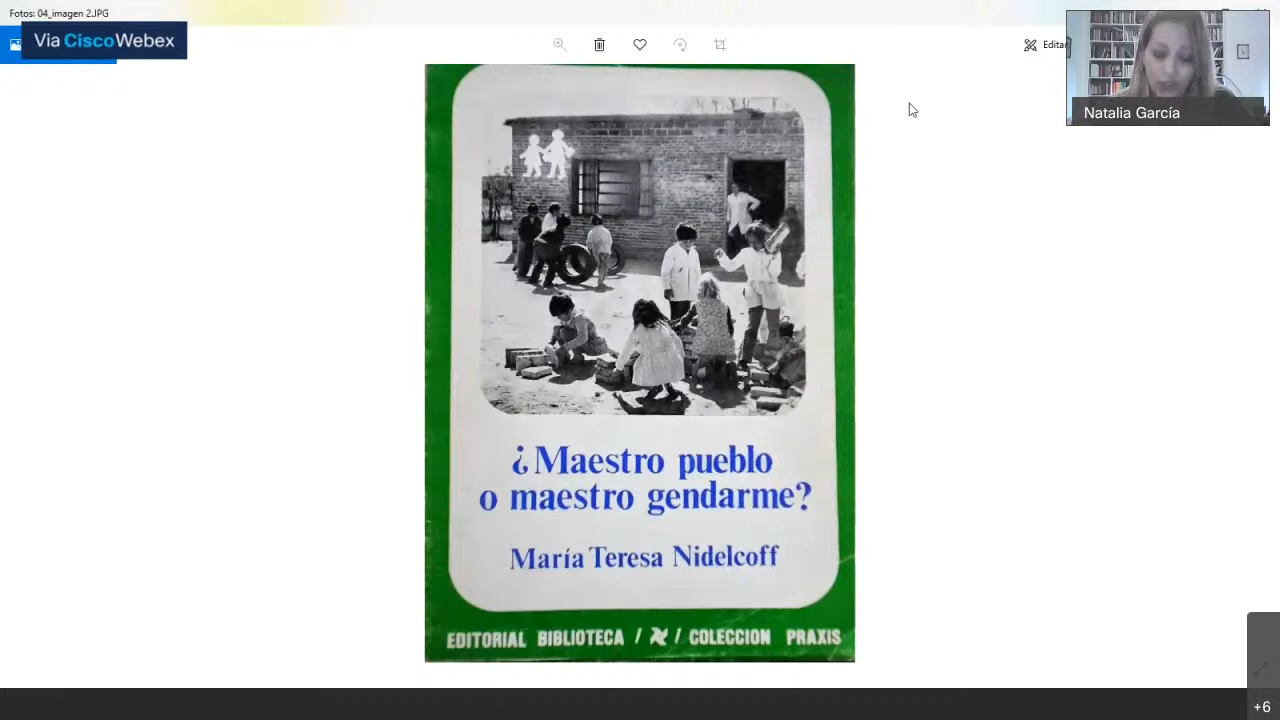 Fotos: 04_imagen 2.JPG
Via CiscoWebex
Editar
Natalia García
¿Maestro pueblo
o maestro gendarme?
María Teresa Nidelcoff
EDITORIAL BIBLIOTECA / / COLECCION PRAXIS
+6